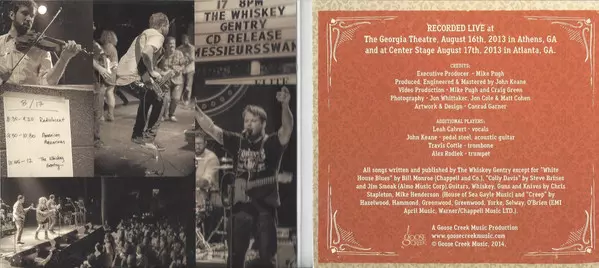 17 8PM
THE WHISKEY
GENTRY
CD RELEASE
MESSIEURSSWAN
8/17
The Whiskey
Gentry
RECORDED LIVE at
The Georgia Theatre, August 16th, 2013 in Athens, GA
and at Center Stage August 17th, 2013 in Atlanta, GA.
CREDITS:
Executive Producer. - Mike Pugh
Produced, Engineered & Mastered by John Keane
Video Production - Mike Pugh and Craig Green
Photography - Jon Whittaker, Jon Cole & Matt Cohen
Artwork & Design - Conrad Garner
ADDITIONAL PLAYERS:
Leah Calvert - vocals
John Keane - pedal steel, acoustic guitar
Travis Cottle - trombone
Alex Rodiek - trumpet
All songs written and published by The Whiskey Gentry except for "White
House Blues" by Bill Monroe (Chappell and Co.), "Colly Davis" by Steve Baltes
and Jim Smoak (Almo Music Corp), Guitars, Whiskey, Guns and Knives by Chris
Stapleton, Mike Henderson (House of Sea Gayle Music) and "Creep" by
Hazelwood, Hammond, Greenwood, Greenwood, Yorke, Selway, O'Brien (EMI
April Music, Warner/Chappell Music LTD.).
GOOSE
CREEK
A Goose Creek Music Production
www.goosecreekmusic.com
© Goose Creek Music, 2014.